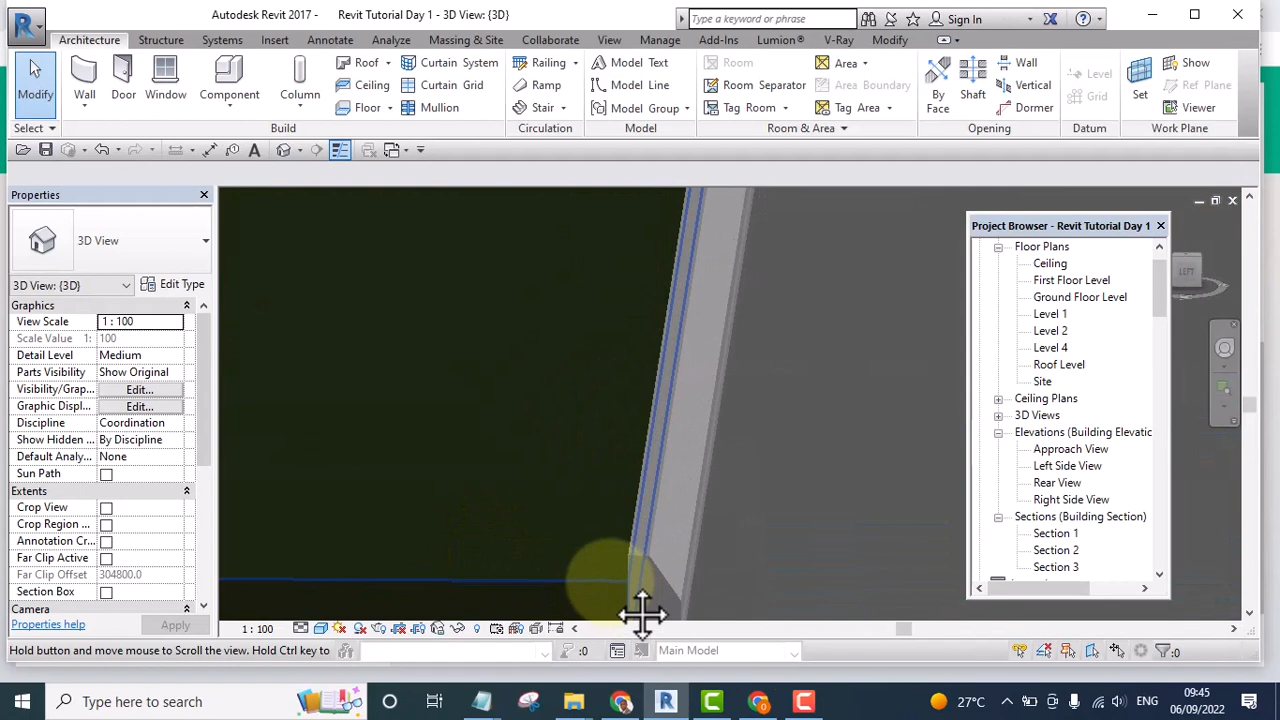 Autodesk Revit 2017 - Revit Tutorial Day 1 - 3D View: {3D}
Type a keyword or phrase
Sign In
Architecture Structure Systems Insert Annotate Analyze Massing & Site Collaborate View Manage Add-Ins Lumion® V-Ray Modify
Modify Wall Door Window Component Column
Roof Curtain System Railing Model Text Room Area By Face Shaft Wall Level Set Show
Ceiling Curtain Grid Ramp Model Line Room Separator Area Boundary Vertical Grid Ref Plane
Floor Mullion Stair Model Group Tag Room Tag Area Dormer Viewer
Select Build Circulation Model Room & Area Opening Datum Work Plane
Properties
3D View
3D View: {3D} Edit Type
Graphics
View Scale 1 : 100
Scale Value 1: 100
Detail Level Medium
Parts Visibility Show Original
Visibility/Grap... Edit...
Graphic Displ... Edit...
Discipline Coordination
Show Hidden ... By Discipline
Default Analy... None
Sun Path
Extents
Crop View
Crop Region ...
Annotation Cr...
Far Clip Active
Far Clip Offset 304800.0
Section Box
Camera
Properties help Apply
LEFT
Project Browser - Revit Tutorial Day 1
Floor Plans
Ceiling
First Floor Level
Ground Floor Level
Level 1
Level 2
Level 4
Roof Level
Site
Ceiling Plans
3D Views
Elevations (Building Elevatic
Approach View
Left Side View
Rear View
Right Side View
Sections (Building Section)
Section 1
Section 2
Section 3
1 : 100
Hold button and move mouse to Scroll the view. Hold Ctrl key to
:0
Main Model
:0
Type here to search
27°C
ENG
09:45
06/09/2022